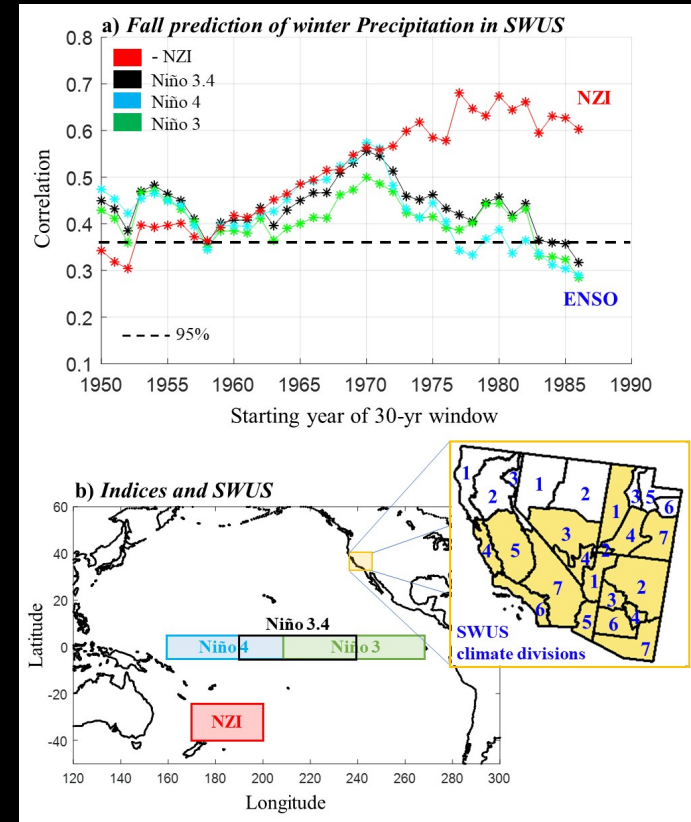 a) Fall prediction of winter Precipitation in SWUS
0.8
0.7
0.6
0.5
0.4
0.3
0.2
0.1
Correlation
- NZI
Niño 3.4
Niño 4
Niño 3
NZI
ENSO
95%
1950 1955 1960 1965 1970 1975 1980 1985 1990
Starting year of 30-yr window
b) Indices and SWUS
60
40
20
0
-20
-40
Latitude
Niño 3.4
Niño 4
Niño 3
NZI
120 140 160 180 200 220 240 260 280 300
Longitude
1 2 3 1 2 1 3 5 6
4 5 3 4 2 4 7
7 1 2
6 3 4
5 6
7
SWUS
climate divisions